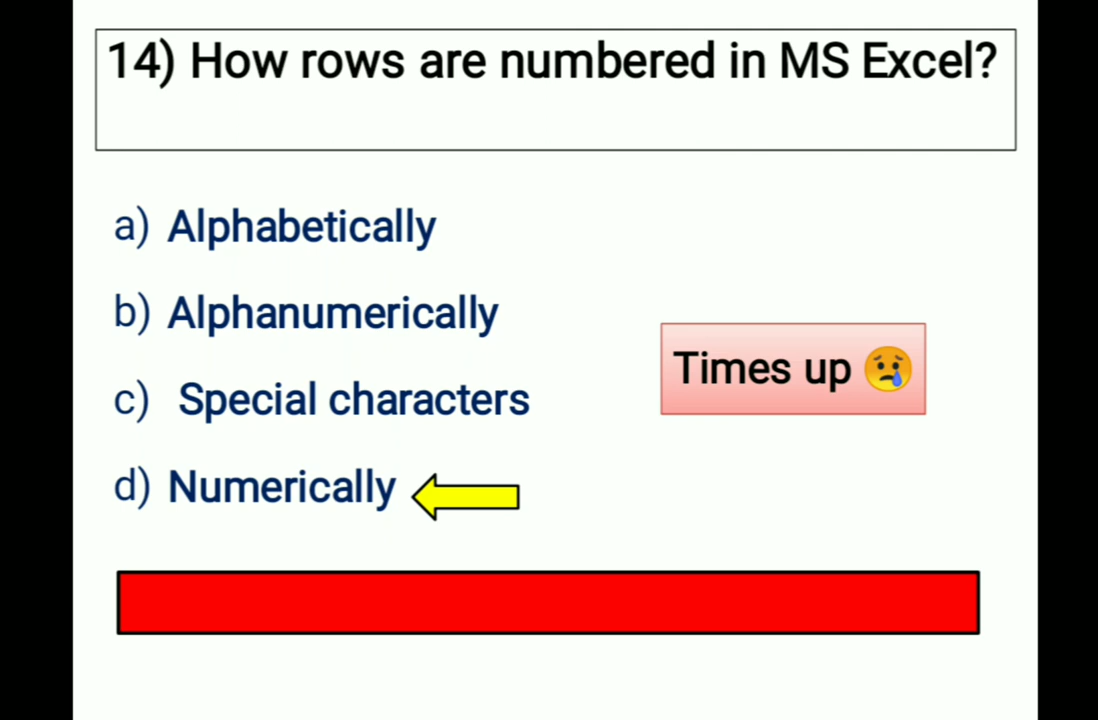 14) How rows are numbered in MS Excel?
a) Alphabetically
b) Alphanumerically
Times up 😢
c) Special characters
d) Numerically